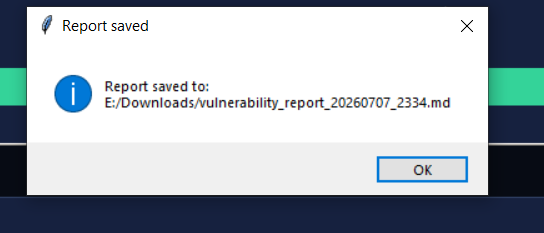 Report saved
Report saved to:
E:/Downloads/vulnerability_report_20260707_2334.md
OK